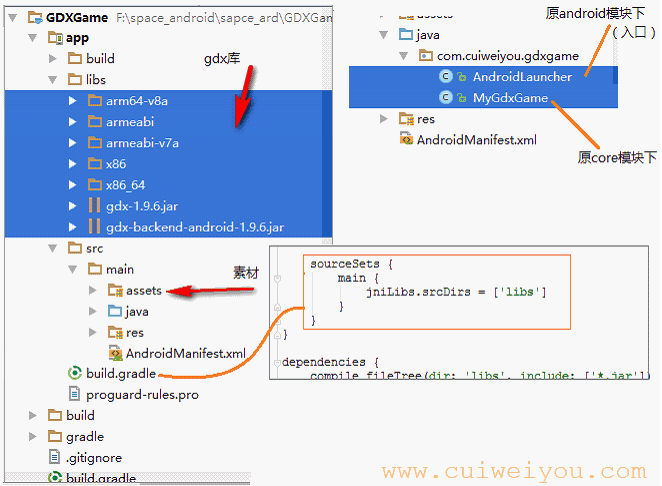 GDXGame F:\space_android\sapce_ard\GDXGam
app
build
gdx库
libs
arm64-v8a
armeabi
armeabi-v7a
x86
x86_64
gdx-1.9.6.jar
gdx-backend-android-1.9.6.jar
src
main
素材
assets
java
res
AndroidManifest.xml
build.gradle
proguard-rules.pro
build
gradle
.gitignore
build.gradle
assets
原android模块下
（入口）
java
com.cuiweiyou.gdxgame
AndroidLauncher
MyGdxGame
res
原core模块下
AndroidManifest.xml
sourceSets {
main {
jniLibs.srcDirs = ['libs']
}
}
}
dependencies {
compile fileTree(dir: 'libs', include: ['*.jar'])
www.cuiweiyou.com